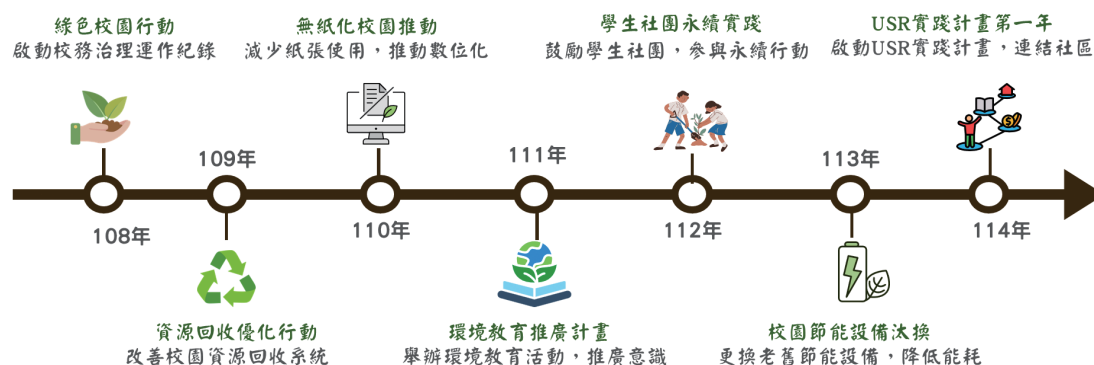 綠色校園行動
啟動校務治理運作紀錄
無紙化校園推動
減少紙張使用，推動數位化
學生社團永續實踐
鼓勵學生社團，參與永續行動
USR實踐計畫第一年
啟動USR實踐計畫，連結社區
109年
111年
113年
108年
110年
112年
114年
資源回收優化行動
改善校園資源回收系統
環境教育推廣計畫
舉辦環境教育活動，推廣意識
校園節能設備汰換
更換老舊節能設備，降低能耗